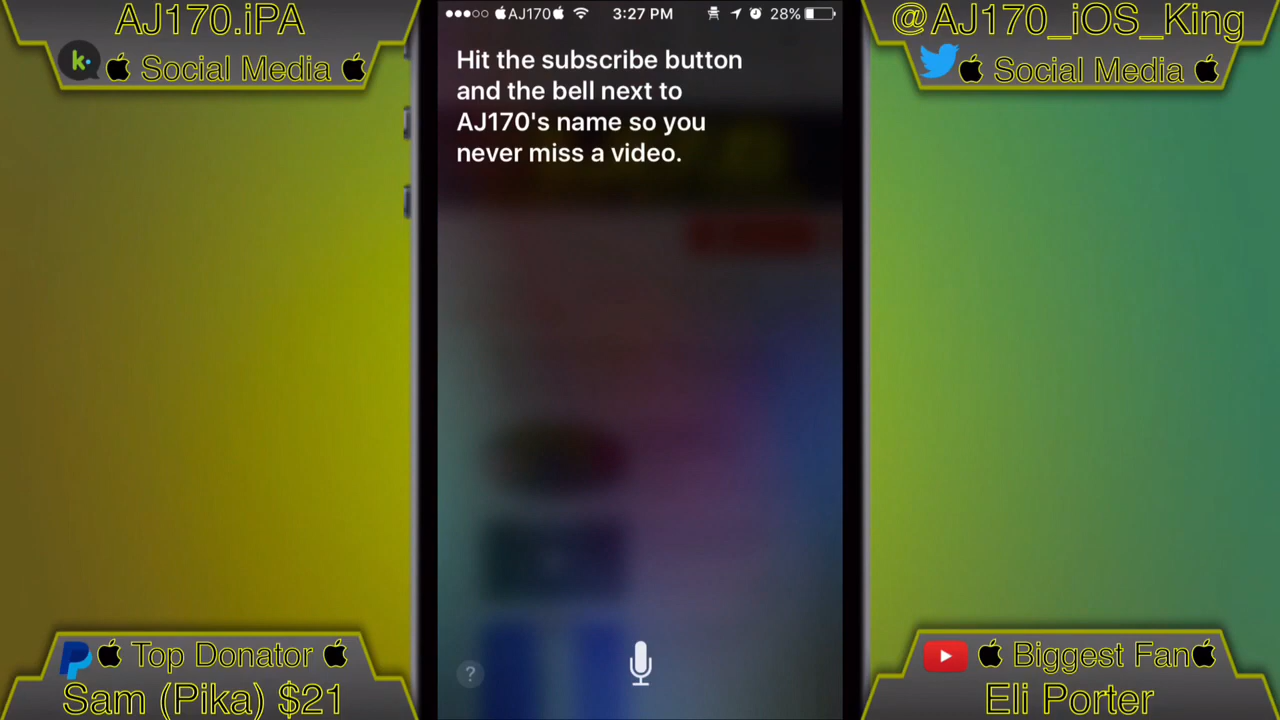 AJ170.iPA
k
Social Media
AJ170 3:27 PM 28%
Hit the subscribe button
and the bell next to
AJ170's name so you
never miss a video.
?
@AJ170_iOS_King
Social Media
Top Donator
Sam (Pika) $21
Biggest Fan
Eli Porter